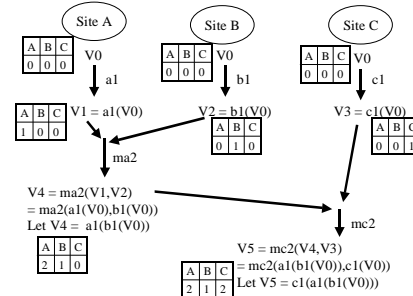 Site A
Site B
Site C
A B C
0 0 0
V0
A B C
0 0 0
V0
A B C
0 0 0
V0
a1
b1
c1
A B C
1 0 0
V1 = a1(V0)
V2 = b1(V0)
V3 = c1(V0)
A B C
0 1 0
A B C
0 0 1
ma2
V4 = ma2(V1,V2)
= ma2(a1(V0),b1(V0))
Let V4 = a1(b1(V0))
mc2
A B C
2 1 0
V5 = mc2(V4,V3)
= mc2(a1(b1(V0)),c1(V0))
Let V5 = c1(a1(b1(V0)))
A B C
2 1 2